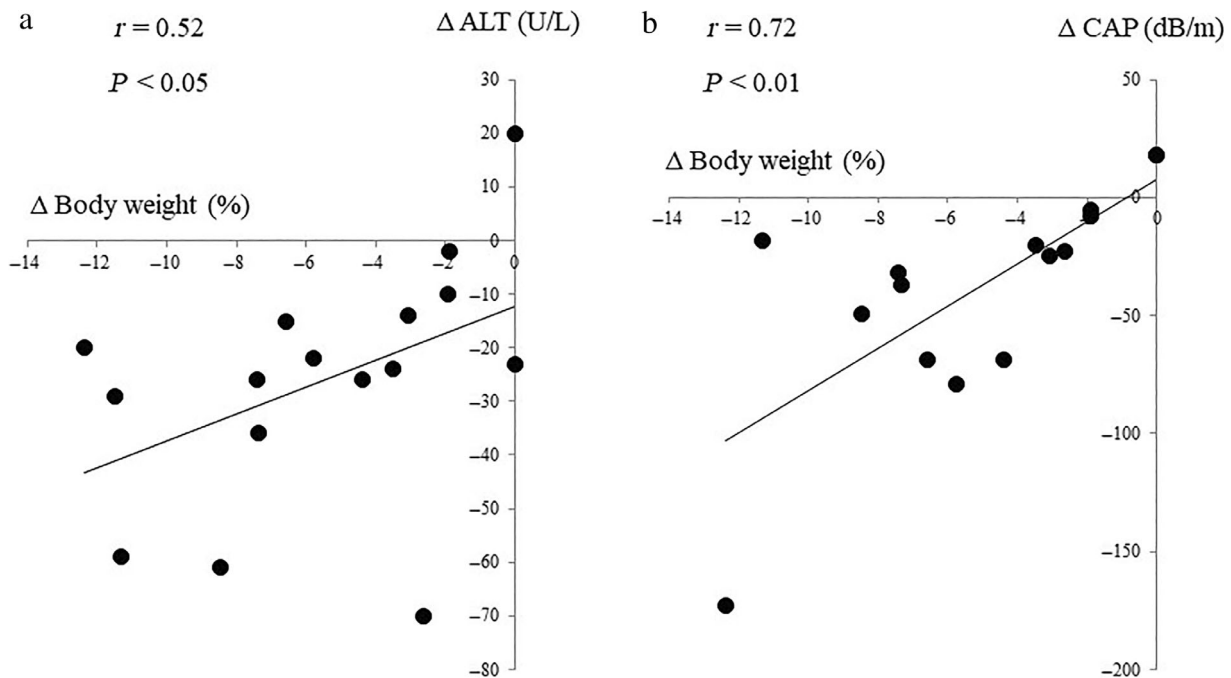 a
r = 0.52
P < 0.05
Δ ALT (U/L)
30
20
10
0
–10
–20
–30
–40
–50
–60
–70
–80
Δ Body weight (%)
–14 –12 –10 –8 –6 –4 –2 0
b
r = 0.72
P < 0.01
Δ CAP (dB/m)
50
0
–50
–100
–150
–200
Δ Body weight (%)
–14 –12 –10 –8 –6 –4 –2 0